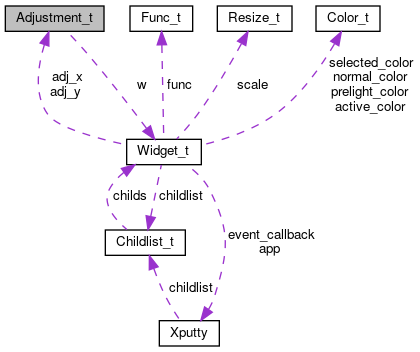 Adjustment_t
Func_t
Resize_t
Color_t
adj_x
adj_y
w
func
scale
selected_color
normal_color
prelight_color
active_color
Widget_t
childs
childlist
Childlist_t
event_callback
app
childlist
Xputty